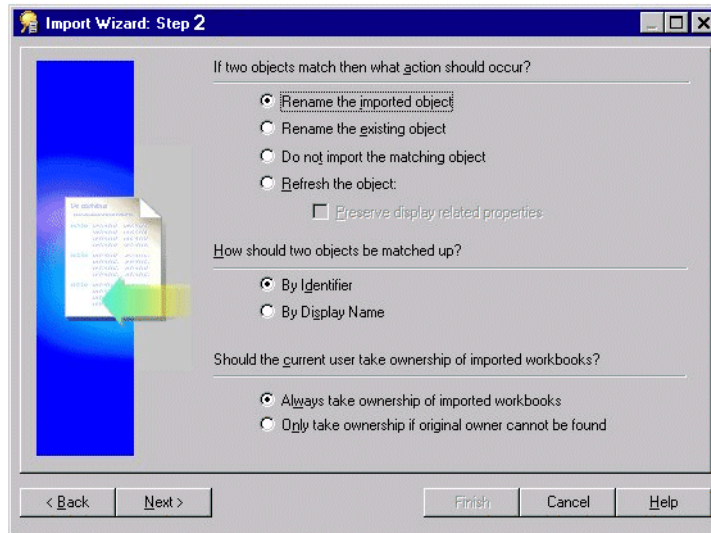 Import Wizard: Step 2
If two objects match then what action should occur?
Rename the imported object
Rename the existing object
Do not import the matching object
Refresh the object:
Preserve display related properties
How should two objects be matched up?
By Identifier
By Display Name
Should the current user take ownership of imported workbooks?
Always take ownership of imported workbooks
Only take ownership if original owner cannot be found
< Back Next > Finish Cancel Help